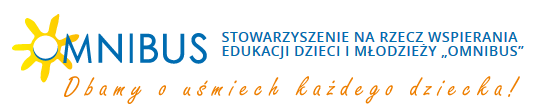 OMNIBUS
STOWARZYSZENIE NA RZECZ WSPIERANIA
EDUKACJI DZIECI I MŁODZIEŻY „OMNIBUS”
Dbamy o uśmiech każdego dziecka!